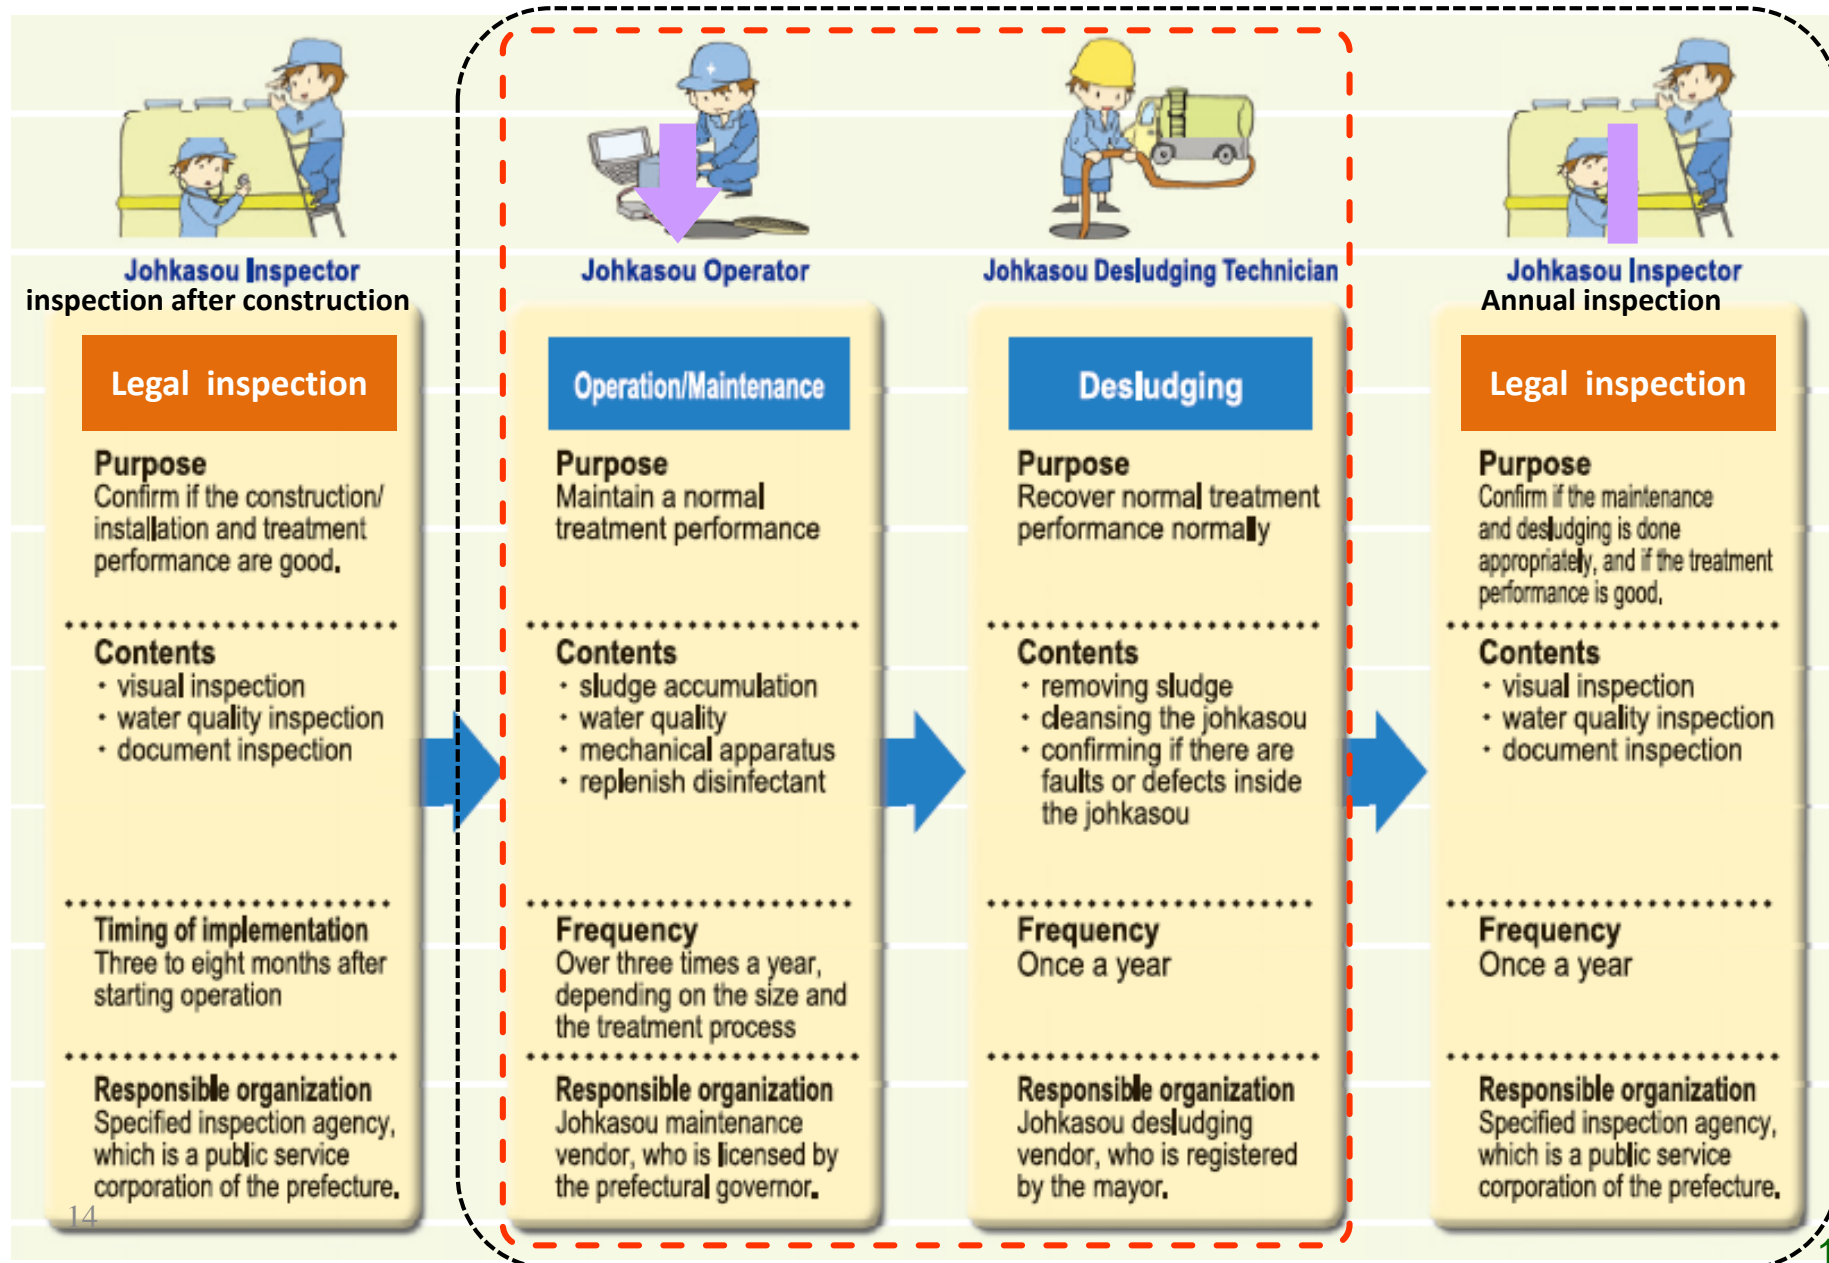 Johkasou Inspector
inspection after construction
Legal inspection
Purpose
Confirm if the construction/
installation and treatment
performance are good.
Contents
・visual inspection
・water quality inspection
・document inspection
Timing of implementation
Three to eight months after
starting operation
Responsible organization
Specified inspection agency,
which is a public service
corporation of the prefecture.
14
Johkasou Operator
Operation/Maintenance
Purpose
Maintain a normal
treatment performance
Contents
・sludge accumulation
・water quality
・mechanical apparatus
・replenish disinfectant
Frequency
Over three times a year,
depending on the size and
the treatment process
Responsible organization
Johkasou maintenance
vendor, who is licensed by
the prefectural governor.
Johkasou Desludging Technician
Desludging
Purpose
Recover normal treatment
performance normally
Contents
・removing sludge
・cleansing the johkasou
・confirming if there are
faults or defects inside
the johkasou
Frequency
Once a year
Responsible organization
Johkasou desludging
vendor, who is registered
by the mayor.
Johkasou Inspector
Annual inspection
Legal inspection
Purpose
Confirm if the maintenance
and desludging is done
appropriately, and if the treatment
performance is good.
Contents
・visual inspection
・water quality inspection
・document inspection
Frequency
Once a year
Responsible organization
Specified inspection agency,
which is a public service
corporation of the prefecture.